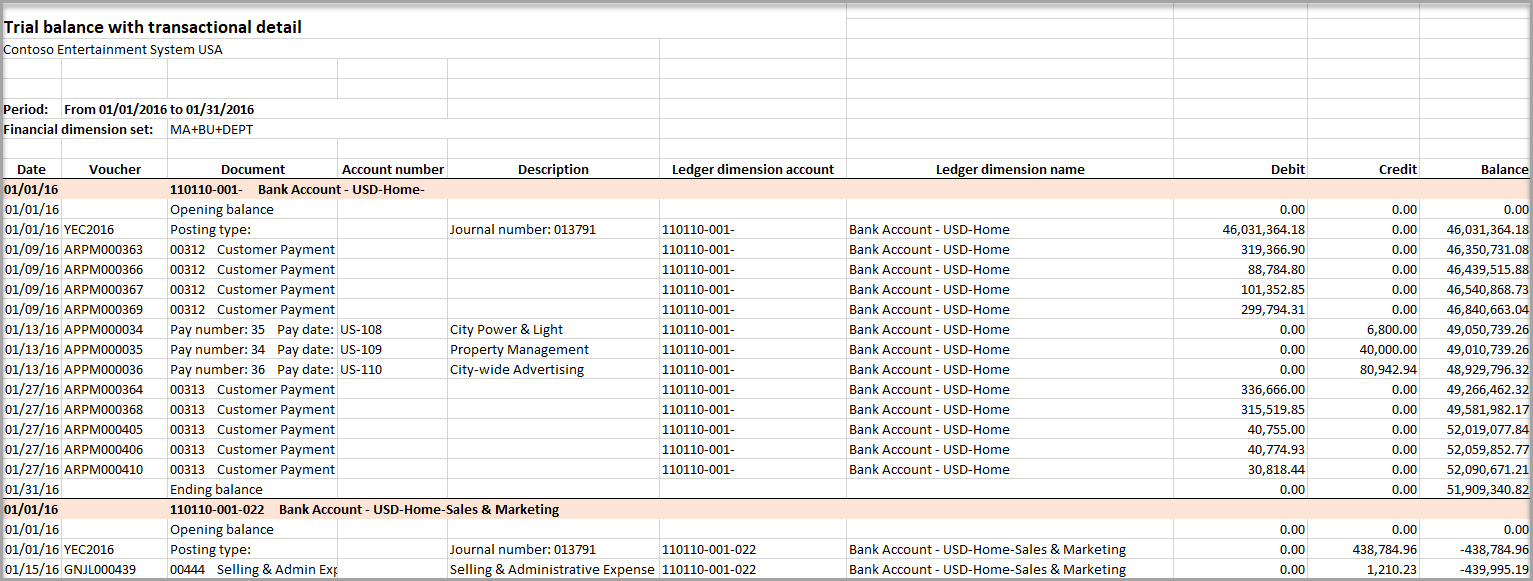 Trial balance with transactional detail
Contoso Entertainment System USA
Period: From 01/01/2016 to 01/31/2016
Financial dimension set: MA+BU+DEPT
Date Voucher Document Account number Description Ledger dimension account Ledger dimension name Debit Credit Balance
01/01/16 110110-001- Bank Account - USD-Home-
01/01/16 Opening balance 0.00 0.00 0.00
01/01/16 YEC2016 Posting type: Journal number: 013791 110110-001- Bank Account - USD-Home 46,031,364.18 0.00 46,031,364.18
01/09/16 ARPM000363 00312 Customer Payment 110110-001- Bank Account - USD-Home 319,366.90 0.00 46,350,731.08
01/09/16 ARPM000366 00312 Customer Payment 110110-001- Bank Account - USD-Home 88,784.80 0.00 46,439,515.88
01/09/16 ARPM000367 00312 Customer Payment 110110-001- Bank Account - USD-Home 101,352.85 0.00 46,540,868.73
01/09/16 ARPM000369 00312 Customer Payment 110110-001- Bank Account - USD-Home 299,794.31 0.00 46,840,663.04
01/13/16 APPM000034 Pay number: 35 Pay date: US-108 City Power & Light 110110-001- Bank Account - USD-Home 0.00 6,800.00 49,050,739.26
01/13/16 APPM000035 Pay number: 34 Pay date: US-109 Property Management 110110-001- Bank Account - USD-Home 0.00 40,000.00 49,010,739.26
01/13/16 APPM000036 Pay number: 36 Pay date: US-110 City-wide Advertising 110110-001- Bank Account - USD-Home 0.00 80,942.94 48,929,796.32
01/27/16 ARPM000364 00313 Customer Payment 110110-001- Bank Account - USD-Home 336,666.00 0.00 49,266,462.32
01/27/16 ARPM000368 00313 Customer Payment 110110-001- Bank Account - USD-Home 315,519.85 0.00 49,581,982.17
01/27/16 ARPM000405 00313 Customer Payment 110110-001- Bank Account - USD-Home 40,755.00 0.00 52,019,077.84
01/27/16 ARPM000406 00313 Customer Payment 110110-001- Bank Account - USD-Home 40,774.93 0.00 52,059,852.77
01/27/16 ARPM000410 00313 Customer Payment 110110-001- Bank Account - USD-Home 30,818.44 0.00 52,090,671.21
01/31/16 Ending balance 0.00 0.00 51,909,340.82
01/01/16 110110-001-022 Bank Account - USD-Home-Sales & Marketing
01/01/16 Opening balance 0.00 0.00 0.00
01/01/16 YEC2016 Posting type: Journal number: 013791 110110-001-022 Bank Account - USD-Home-Sales & Marketing 0.00 438,784.96 -438,784.96
01/15/16 GNJL000439 00444 Selling & Admin Exp Selling & Administrative Expense 110110-001-022 Bank Account - USD-Home-Sales & Marketing 0.00 1,210.23 -439,995.19